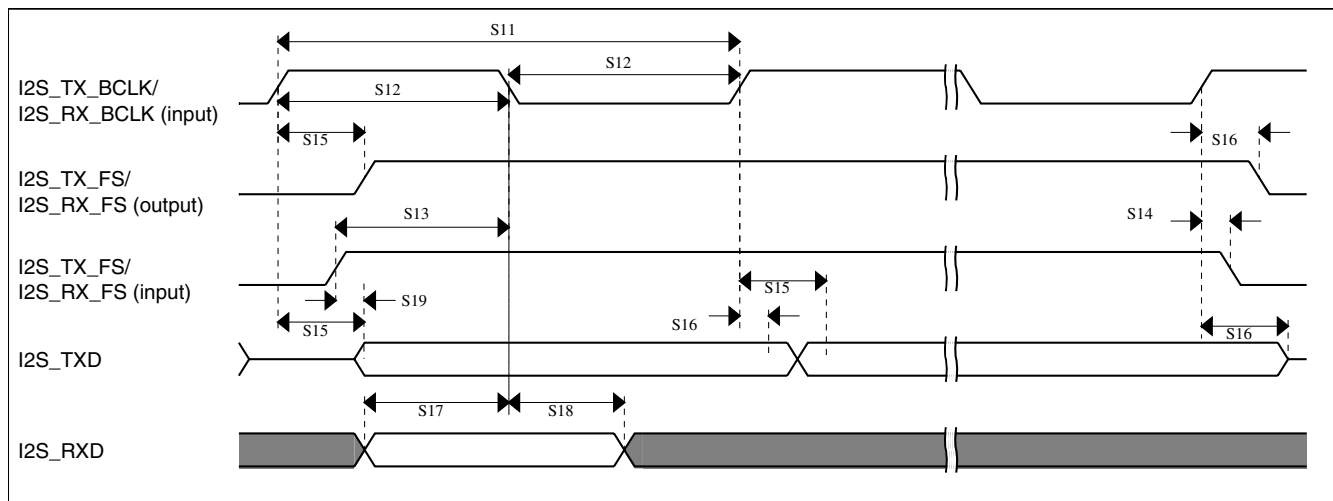 S11
S12
I2S_TX_BCLK/
I2S_RX_BCLK (input)
S12
S15
S16
I2S_TX_FS/
I2S_RX_FS (output)
S13
S14
I2S_TX_FS/
I2S_RX_FS (input)
S15
S19
S15
S16
S16
I2S_TXD
S17
S18
I2S_RXD